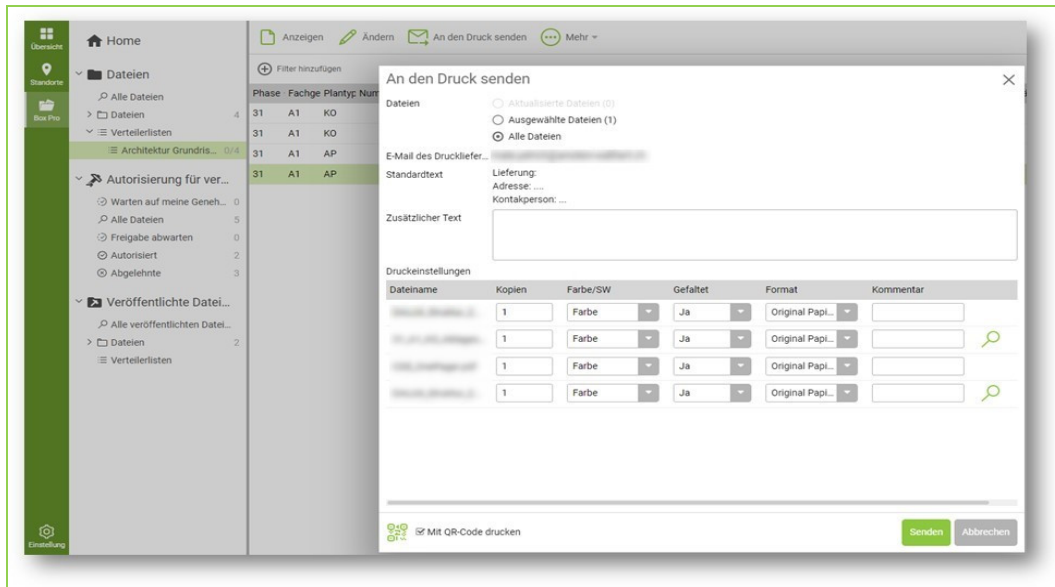 Übersicht
Standorte
Box Pro
Einstellung
Home
Dateien
Alle Dateien
Dateien 4
Verteilerlisten
Architektur Grundris... 0/4
Autorisierung für ver...
Warten auf meine Geneh... 0
Alle Dateien 5
Freigabe abwarten 0
Autorisiert 2
Abgelehnte 3
Veröffentlichte Datei...
Alle veröffentlichten Datei...
Dateien 2
Verteilerlisten
Anzeigen Ändern An den Druck senden Mehr
Filter hinzufügen
Phase Fachge Plantyp Num
31 A1 KO
31 A1 KO
31 A1 AP
31 A1 AP
An den Druck senden
Dateien
Aktualisierte Dateien (0)
Ausgewählte Dateien (1)
Alle Dateien
E-Mail des Druckliefer...
Standardtext Lieferung:
Adresse: ....
Kontakperson: ...
Zusätzlicher Text
Druckeinstellungen
Dateiname Kopien Farbe/SW Gefaltet Format Kommentar
1 Farbe Ja Original Papi...
1 Farbe Ja Original Papi...
1 Farbe Ja Original Papi...
1 Farbe Ja Original Papi...
Mit QR-Code drucken
Senden Abbrechen